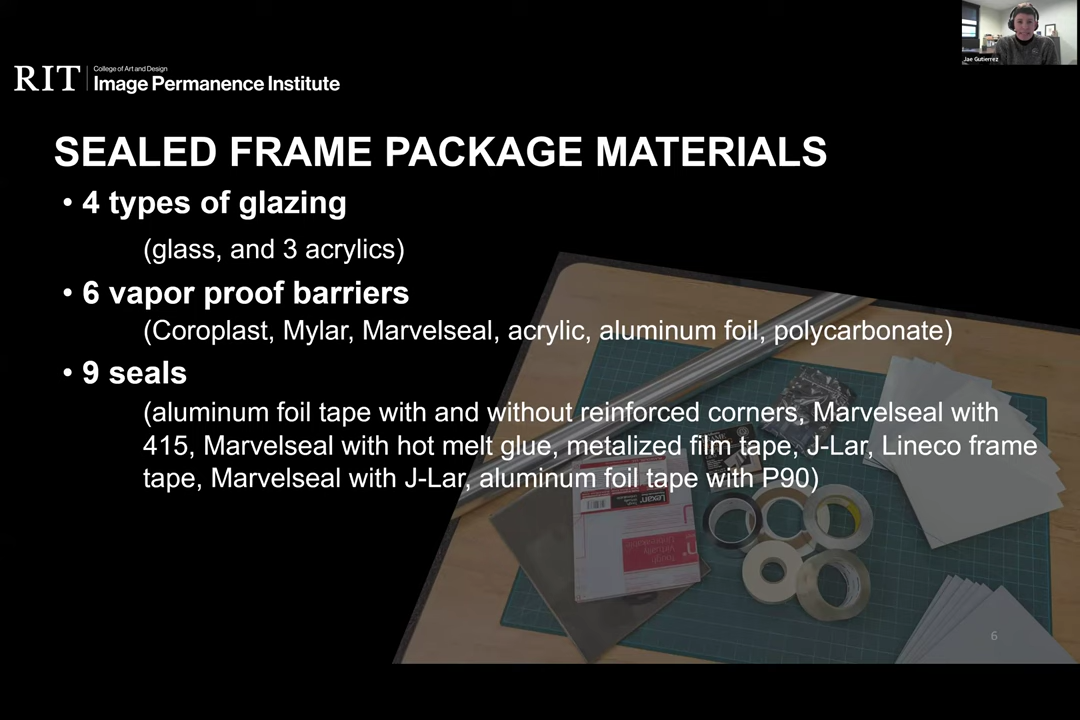 Jae Gutierrez
RIT
College of Art and Design
Image Permanence Institute
SEALED FRAME PACKAGE MATERIALS
• 4 types of glazing
(glass, and 3 acrylics)
• 6 vapor proof barriers
(Coroplast, Mylar, Marvelseal, acrylic, aluminum foil, polycarbonate)
• 9 seals
(aluminum foil tape with and without reinforced corners, Marvelseal with
415, Marvelseal with hot melt glue, metalized film tape, J-Lar, Lineco frame
tape, Marvelseal with J-Lar, aluminum foil tape with P90)
Lexan
Tough
Virtually
6